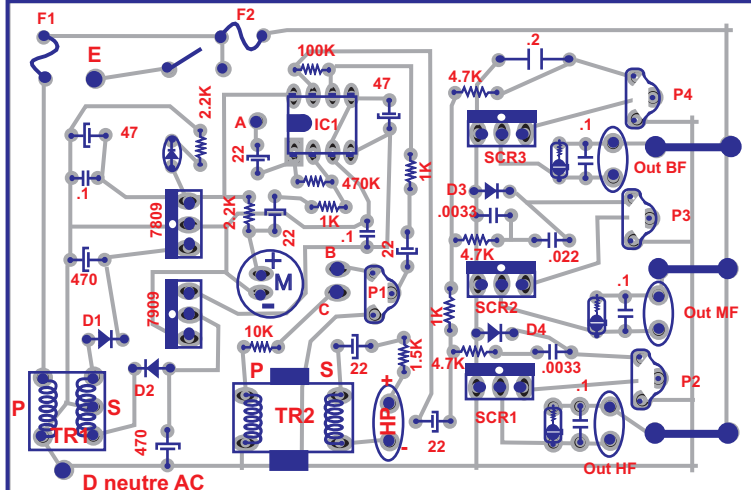 F1
F2
E
100K
.2
4.7K
47
P4
2.2K
A
IC1
47
22
SCR3
.1
Out BF
1K
470K
D3
.0033
P3
.1
7809
2.2K
22
1K
.1
22
4.7K
.022
470
+
M
-
B
P1
C
SCR2
.1
Out MF
7909
1K
D1
D4
10K
22
1.5K
4.7K
.0033
P2
D2
P
S
+
SCR1
.1
P
S
TR1
TR2
HP
-
22
470
Out HF
D neutre AC